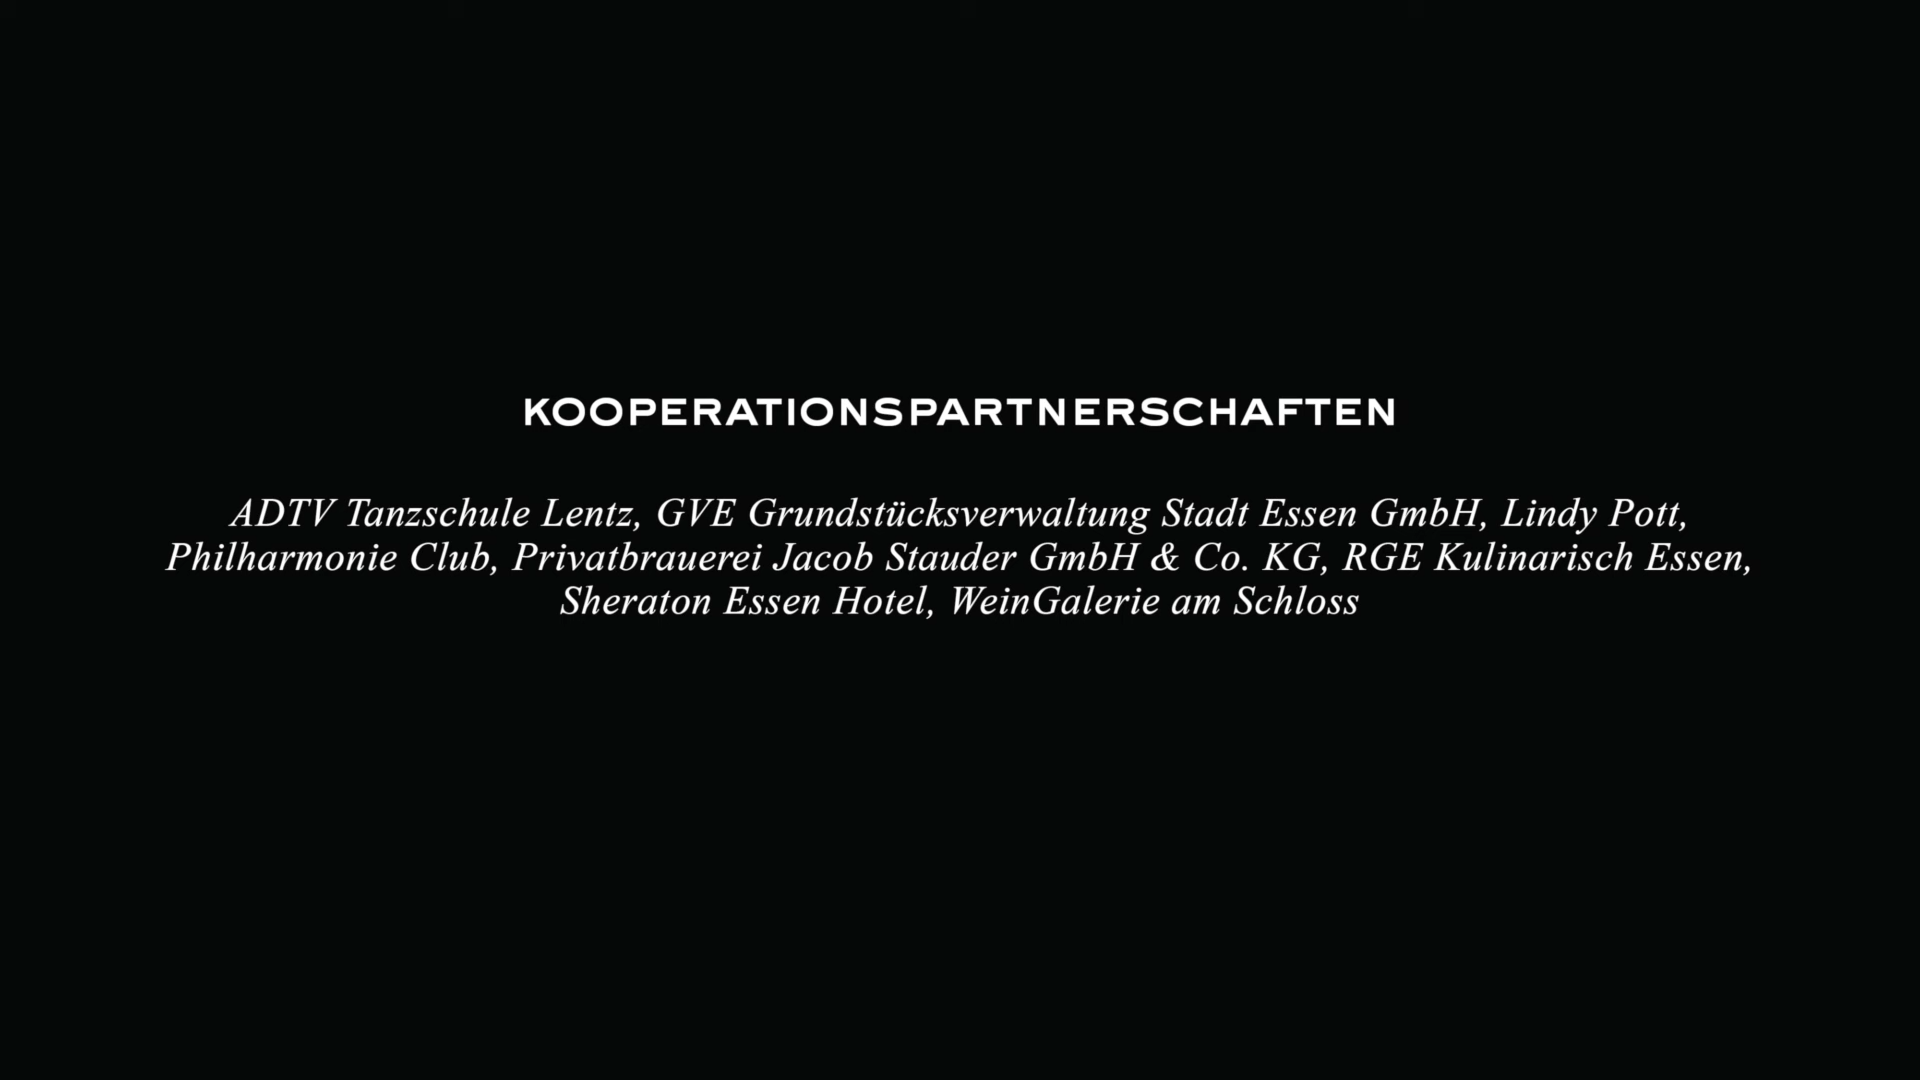 KOOPERATIONSPARTNERSCHAFTEN
ADTV Tanzschule Lentz, GVE Grundstücksverwaltung Stadt Essen GmbH, Lindy Pott,
Philharmonie Club, Privatbrauerei Jacob Stauder GmbH & Co. KG, RGE Kulinarisch Essen,
Sheraton Essen Hotel, WeinGalerie am Schloss